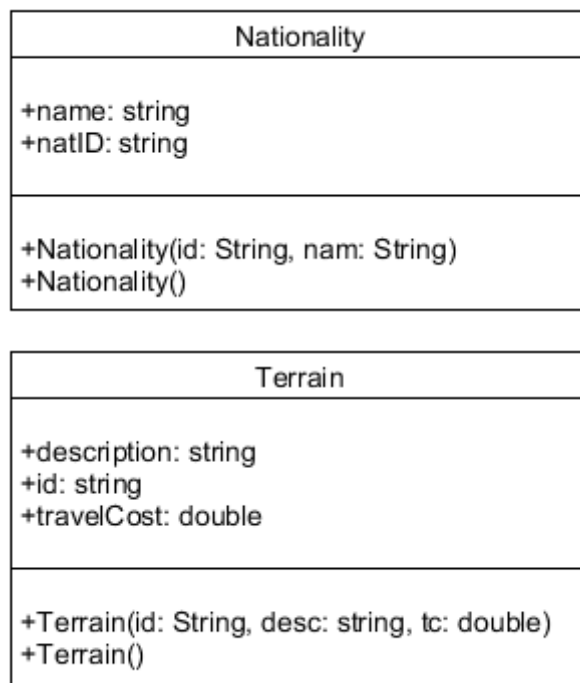 Nationality
+name: string
+natID: string
+Nationality(id: String, nam: String)
+Nationality()
Terrain
+description: string
+id: string
+travelCost: double
+Terrain(id: String, desc: string, tc: double)
+Terrain()